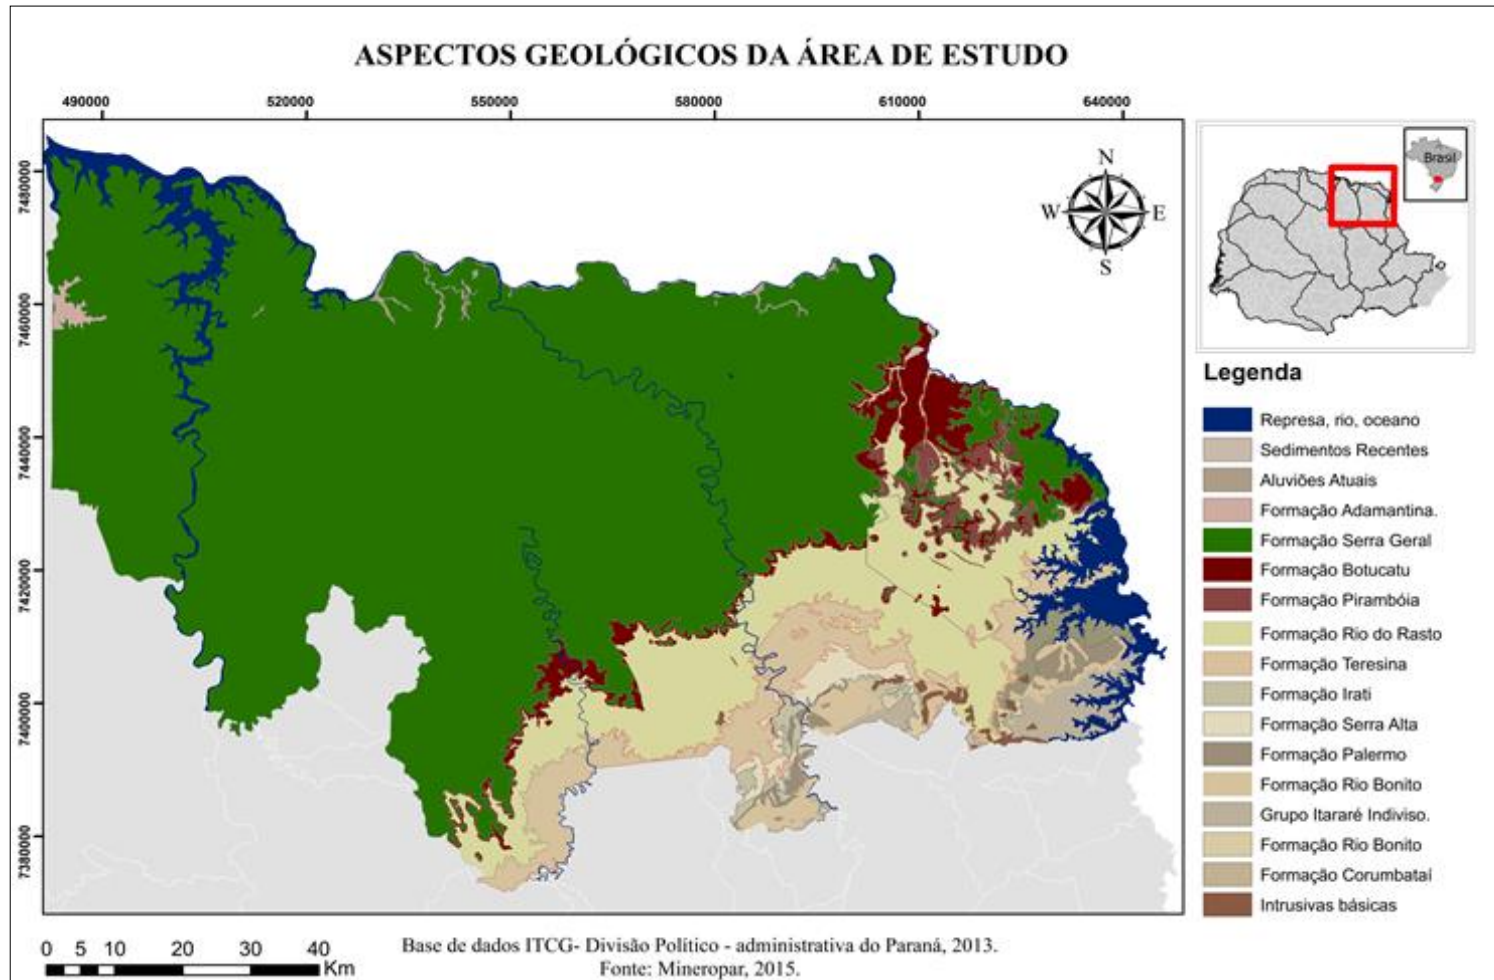 ASPECTOS GEOLÓGICOS DA ÁREA DE ESTUDO
490000 520000 550000 580000 610000 640000
7480000
7460000
7440000
7420000
7400000
7380000
N
W E
S
Brasil
Legenda
Represa, rio, oceano
Sedimentos Recentes
Aluviões Atuais
Formação Adamantina.
Formação Serra Geral
Formação Botucatu
Formação Pirambóia
Formação Rio do Rasto
Formação Teresina
Formação Irati
Formação Serra Alta
Formação Palermo
Formação Rio Bonito
Grupo Itararé Indiviso.
Formação Rio Bonito
Formação Corumbataí
Intrusivas básicas
0 5 10 20 30 40
Km
Base de dados ITCG- Divisão Político - administrativa do Paraná, 2013.
Fonte: Mineropar, 2015.